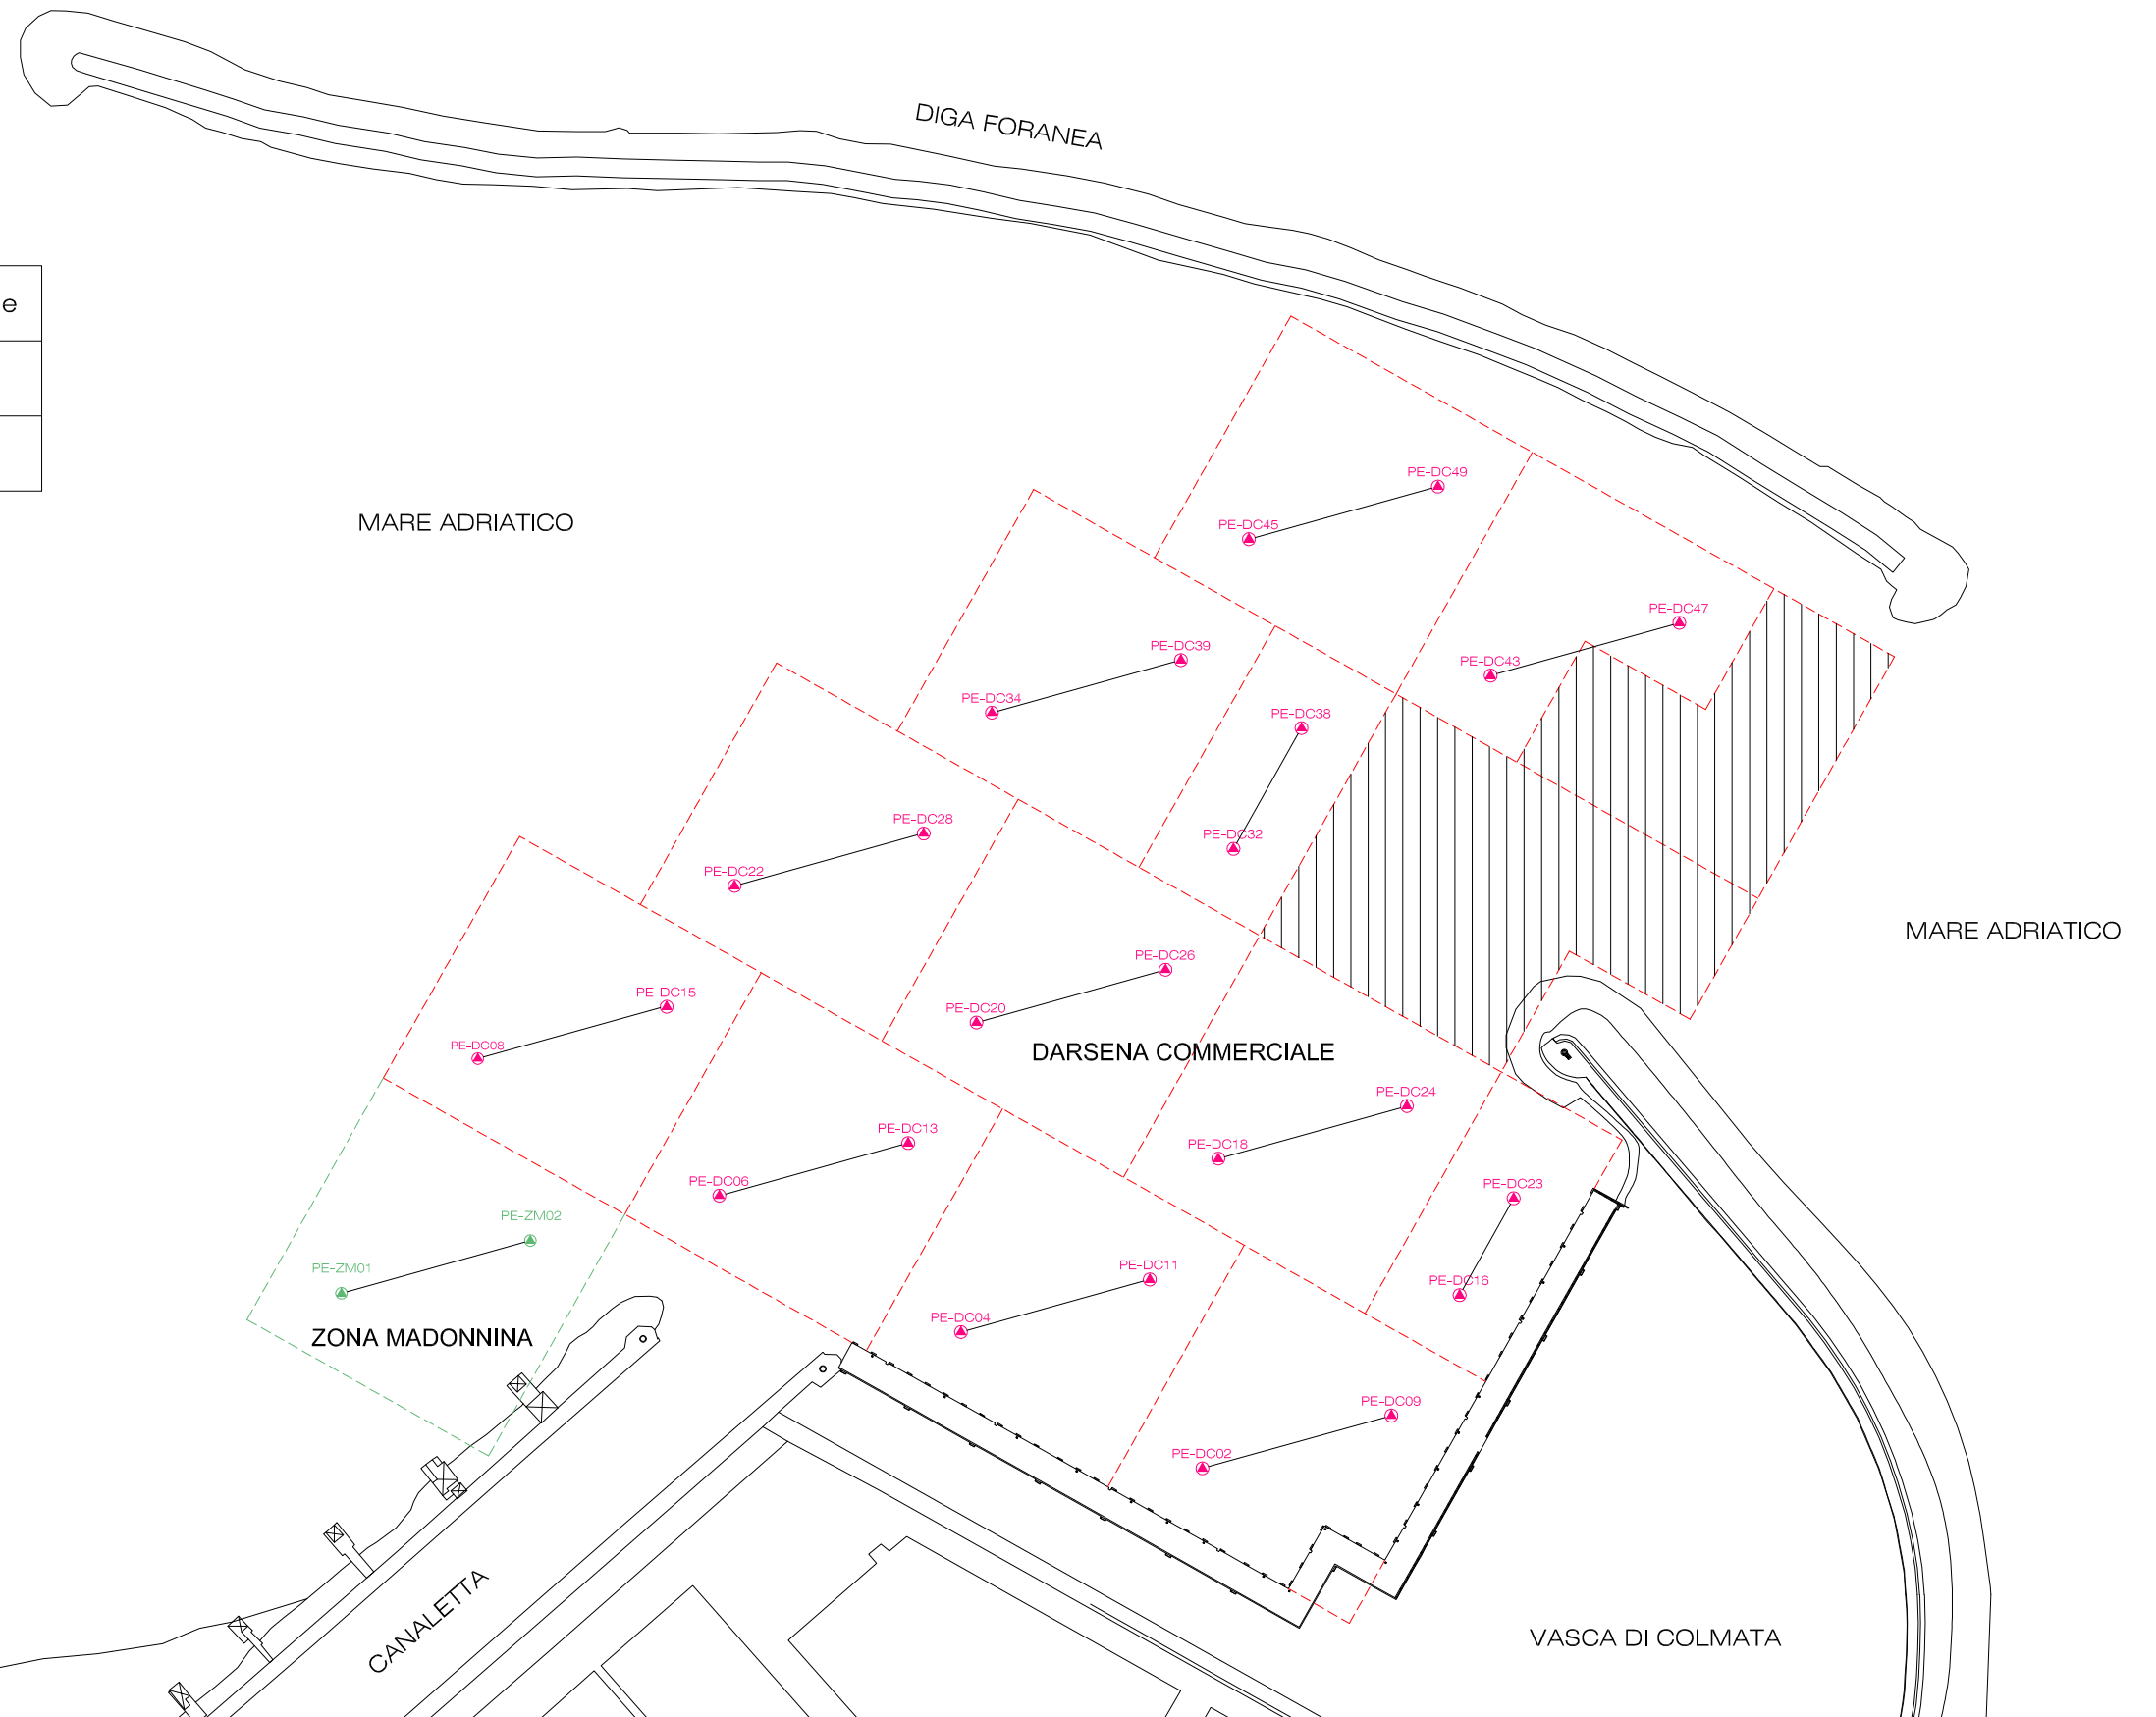 DIGA FORANEA
e
PE-DC49
MARE ADRIATICO
PE-DC45
PE-DC47
PE-DC39
PE-DC43
PE-DC34
PE-DC38
PE-DC28
PE-DC32
PE-DC22
MARE ADRIATICO
PE-DC26
PE-DC15
PE-DC20
PE-DC08
DARSENA COMMERCIALE
PE-DC24
PE-DC13
PE-DC18
PE-DC06
PE-DC23
PE-ZM02
PE-ZM01
PE-DC11
PE-DC16
PE-DC04
ZONA MADONNINA
PE-DC09
PE-DC02
CANALETTA
VASCA DI COLMATA